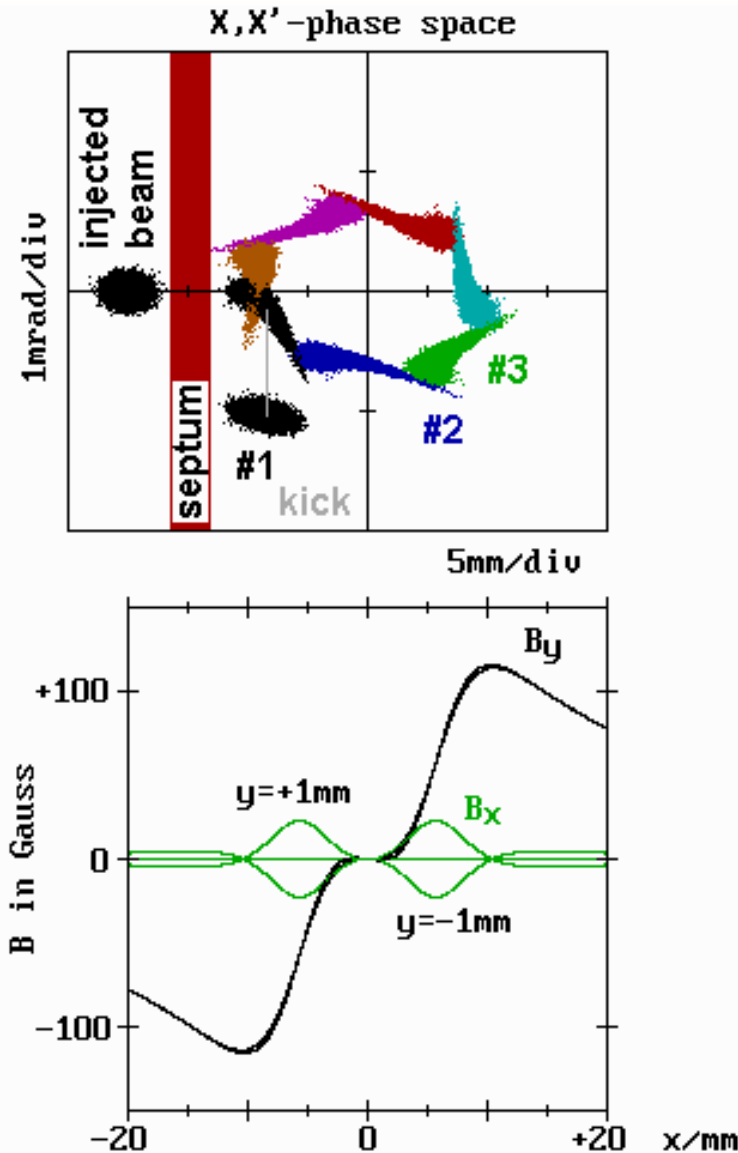 X,X'-phase space
injected
beam
1mrad/div
septum
#1
kick
#2
#3
5mm/div
By
+100
y=+1mm
Bx
0
y=-1mm
B in Gauss
-100
-20
0
+20
x/mm